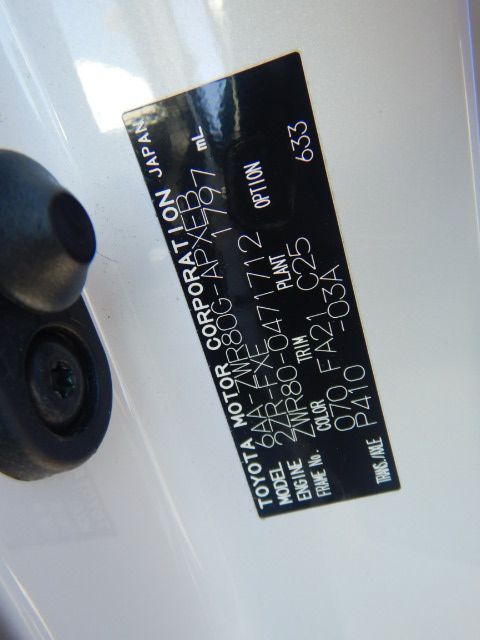 TOYOTA MOTOR CORPORATION JAPAN
MODEL 6AA-ZWR80G-APXEB
ENGINE 2ZR-FXE 1797 mL
FRAME No. ZWR80-0471712
COLOR TRIM PLANT OPTION
070 FA21 C25 633
TRANS./AXLE P410 -03A